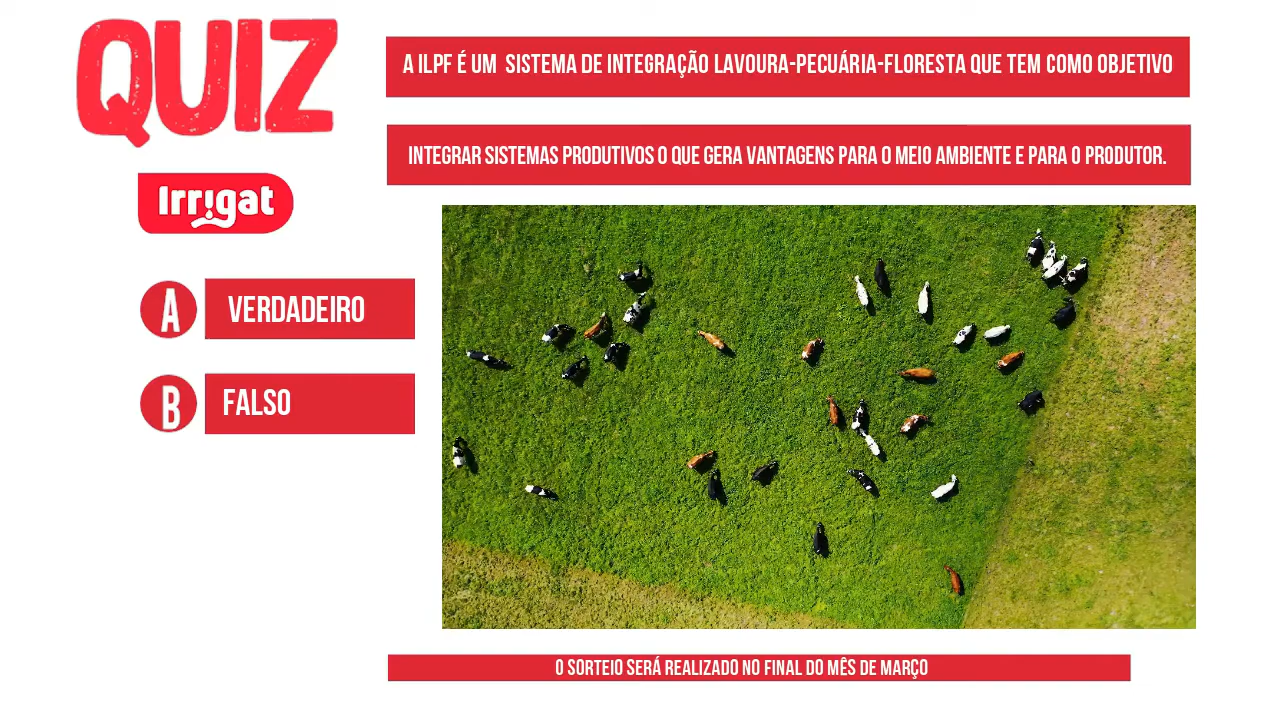 QUIZ
A ILPF É UM SISTEMA DE INTEGRAÇÃO LAVOURA-PECUÁRIA-FLORESTA QUE TEM COMO OBJETIVO
INTEGRAR SISTEMAS PRODUTIVOS O QUE GERA VANTAGENS PARA O MEIO AMBIENTE E PARA O PRODUTOR.
Irrigat
A VERDADEIRO
B FALSO
O SORTEIO SERÁ REALIZADO NO FINAL DO MÊS DE MARÇO